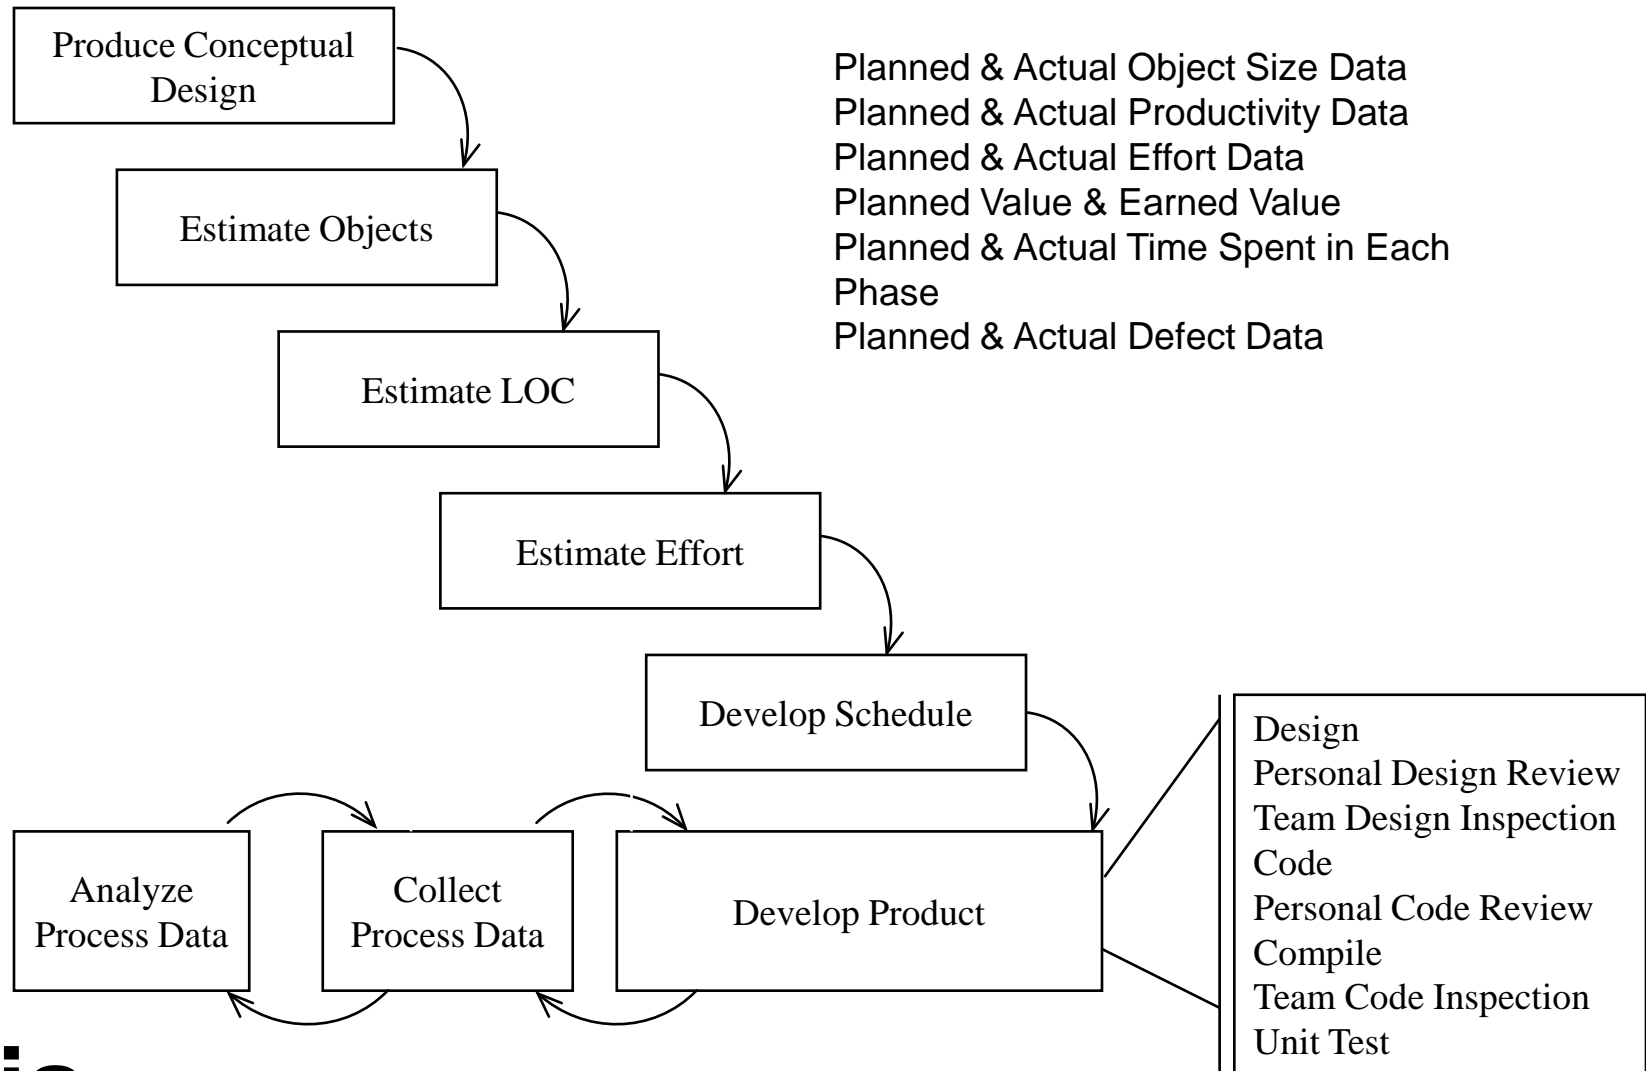 Produce Conceptual
Design
Planned & Actual Object Size Data
Planned & Actual Productivity Data
Planned & Actual Effort Data
Planned Value & Earned Value
Planned & Actual Time Spent in Each
Phase
Planned & Actual Defect Data
Estimate Objects
Estimate LOC
Estimate Effort
Develop Schedule
Analyze
Process Data
Collect
Process Data
Develop Product
Design
Personal Design Review
Team Design Inspection
Code
Personal Code Review
Compile
Team Code Inspection
Unit Test